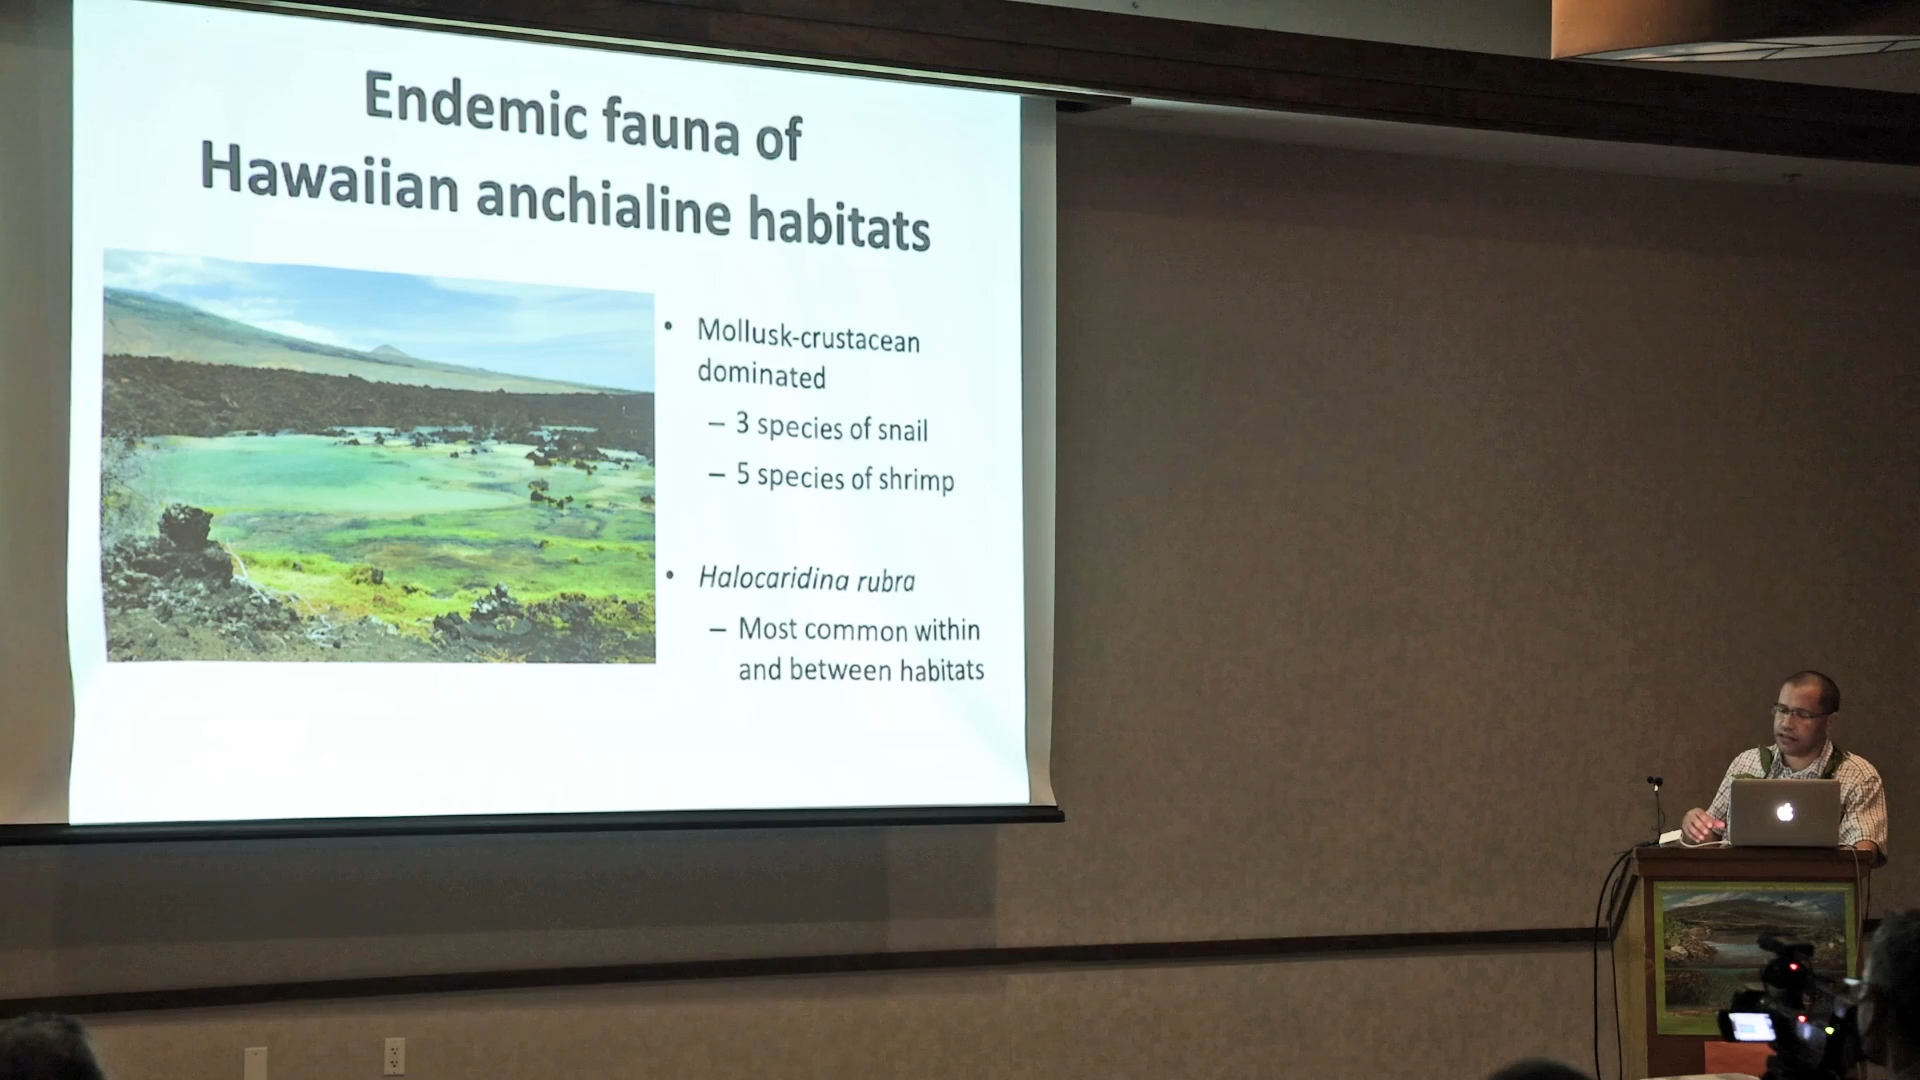 Endemic fauna of
Hawaiian anchialine habitats
• Mollusk-crustacean
dominated
– 3 species of snail
– 5 species of shrimp
• Halocaridina rubra
– Most common within
and between habitats